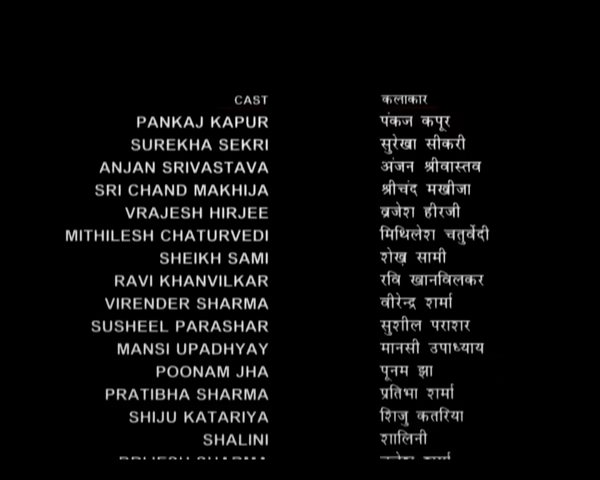 CAST कलाकार
PANKAJ KAPUR पंकज कपूर
SUREKHA SEKRI सुरेखा सीकरी
ANJAN SRIVASTAVA अंजन श्रीवास्तव
SRI CHAND MAKHIJA श्रीचंद मखीजा
VRAJESH HIRJEE व्रजेश हीरजी
MITHILESH CHATURVEDI मिथिलेश चतुर्वेदी
SHEIKH SAMI शेख़ सामी
RAVI KHANVILKAR रवि खानविलकर
VIRENDER SHARMA वीरेन्द्र शर्मा
SUSHEEL PARASHAR सुशील पराशर
MANSI UPADHYAY मानसी उपाध्याय
POONAM JHA पूनम झा
PRATIBHA SHARMA प्रतिभा शर्मा
SHIJU KATARIYA शिजु कतरिया
SHALINI शालिनी